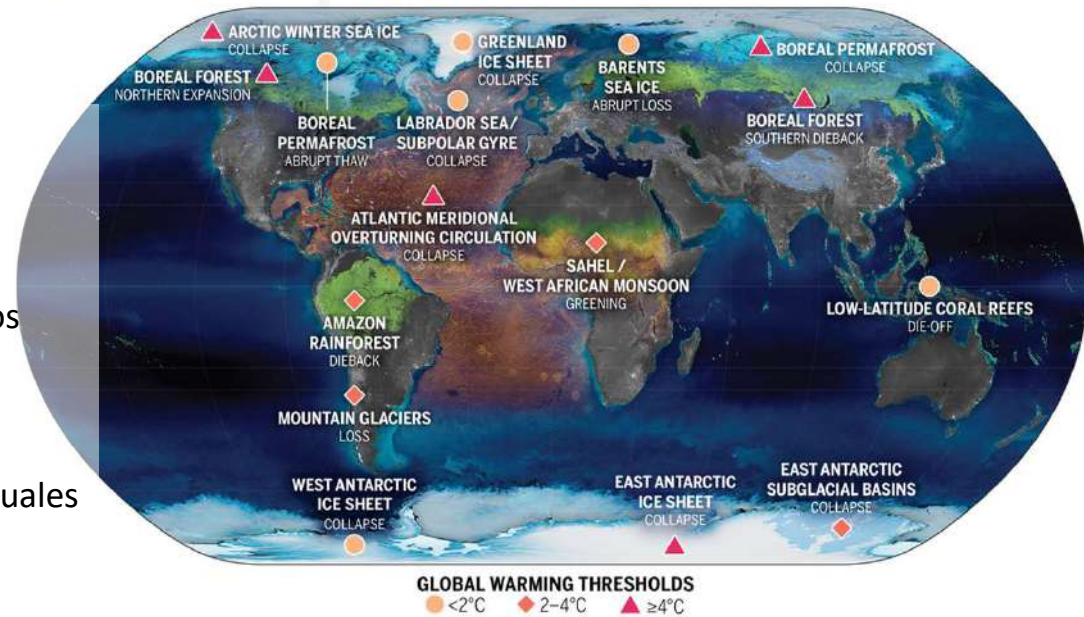 ARCTIC WINTER SEA ICE
COLLAPSE
BOREAL FOREST
NORTHERN EXPANSION
BOREAL
PERMAFROST
ABRUPT THAW
GREENLAND
ICE SHEET
COLLAPSE
LABRADOR SEA/
SUBPOLAR GYRE
COLLAPSE
BARENTS
SEA ICE
ABRUPT LOSS
BOREAL PERMAFROST
COLLAPSE
BOREAL FOREST
SOUTHERN DIEBACK
ATLANTIC MERIDIONAL
OVERTURNING CIRCULATION
COLLAPSE
SAHEL /
WEST AFRICAN MONSOON
GREENING
LOW-LATITUDE CORAL REEFS
DIE-OFF
os
AMAZON
RAINFOREST
DIEBACK
MOUNTAIN GLACIERS
LOSS
uales
WEST ANTARCTIC
ICE SHEET
COLLAPSE
EAST ANTARCTIC
ICE SHEET
COLLAPSE
EAST ANTARCTIC
SUBGLACIAL BASINS
COLLAPSE
GLOBAL WARMING THRESHOLDS
<2°C 2–4°C ≥4°C